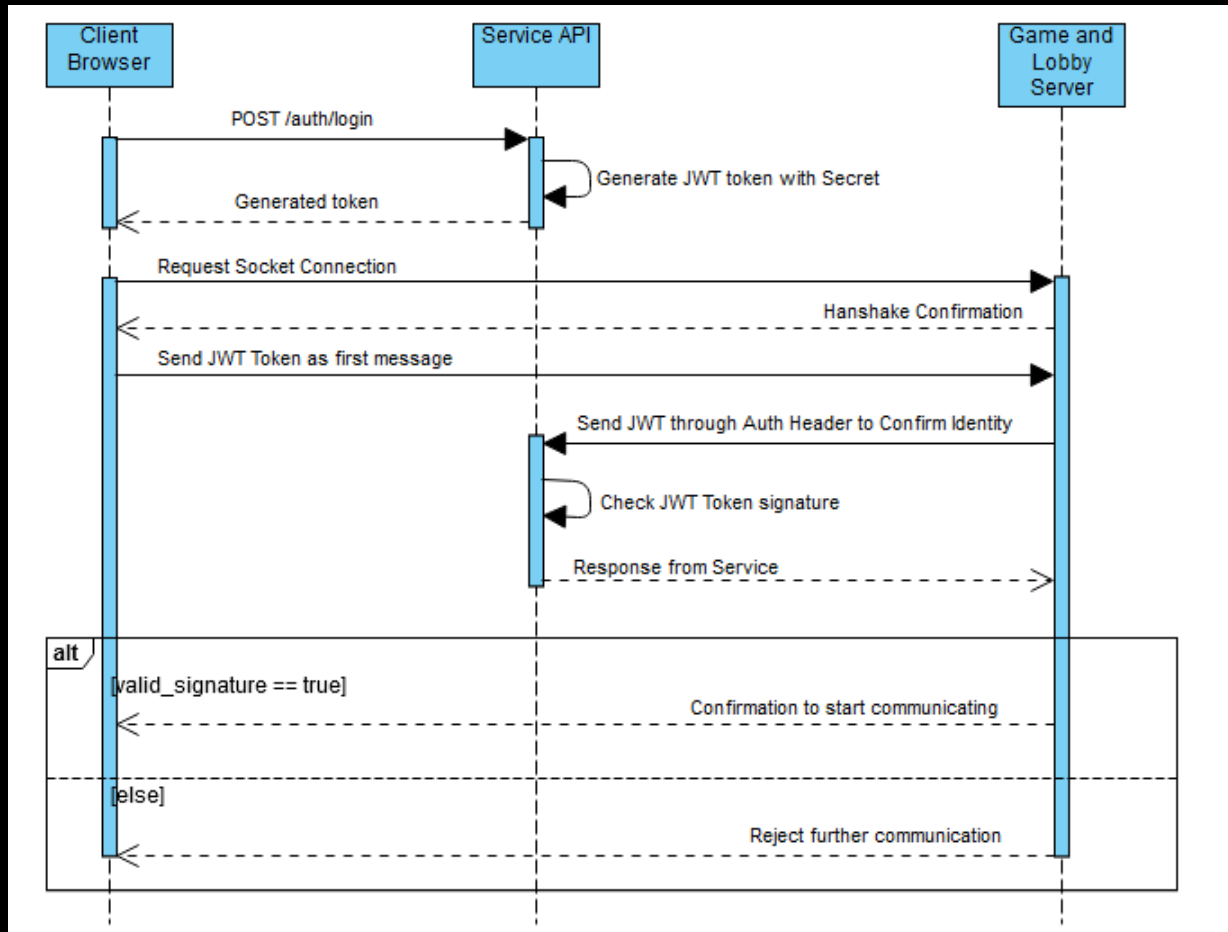 Client
Browser
Service API
Game and
Lobby
Server
POST /auth/login
Generate JWT token with Secret
Generated token
Request Socket Connection
Hanshake Confirmation
Send JWT Token as first message
Send JWT through Auth Header to Confirm Identity
Check JWT Token signature
Response from Service
alt
[valid_signature == true]
Confirmation to start communicating
[else]
Reject further communication